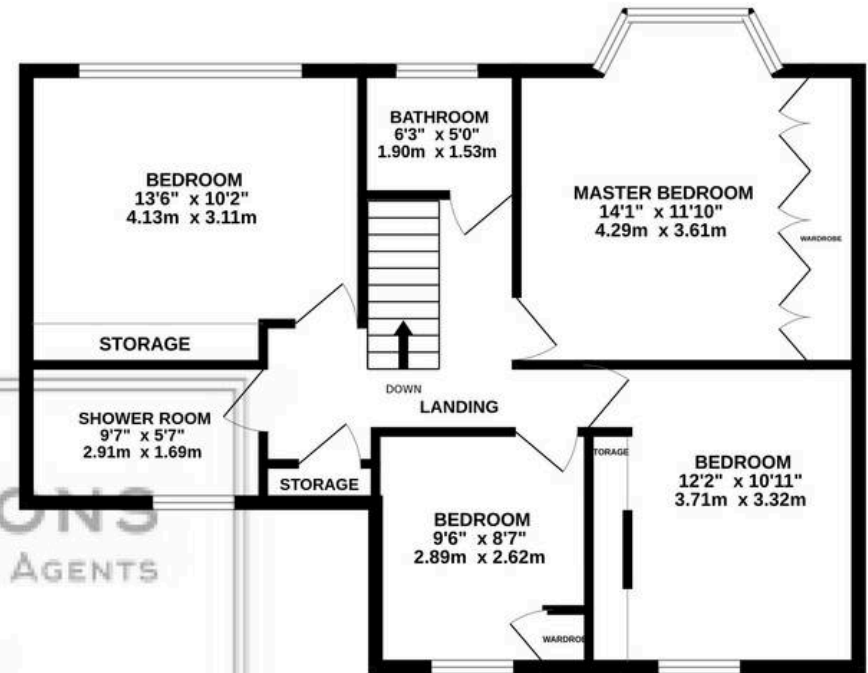 BATHROOM
6'3" x 5'0"
1.90m x 1.53m
BEDROOM
13'6" x 10'2"
4.13m x 3.11m
MASTER BEDROOM
14'1" x 11'10"
4.29m x 3.61m
WARDROBE
STORAGE
DOWN
LANDING
SHOWER ROOM
9'7" x 5'7"
2.91m x 1.69m
STORAGE
TORAGE
BEDROOM
12'2" x 10'11"
3.71m x 3.32m
BEDROOM
9'6" x 8'7"
2.89m x 2.62m
WARDROBE
ONS
AGENTS